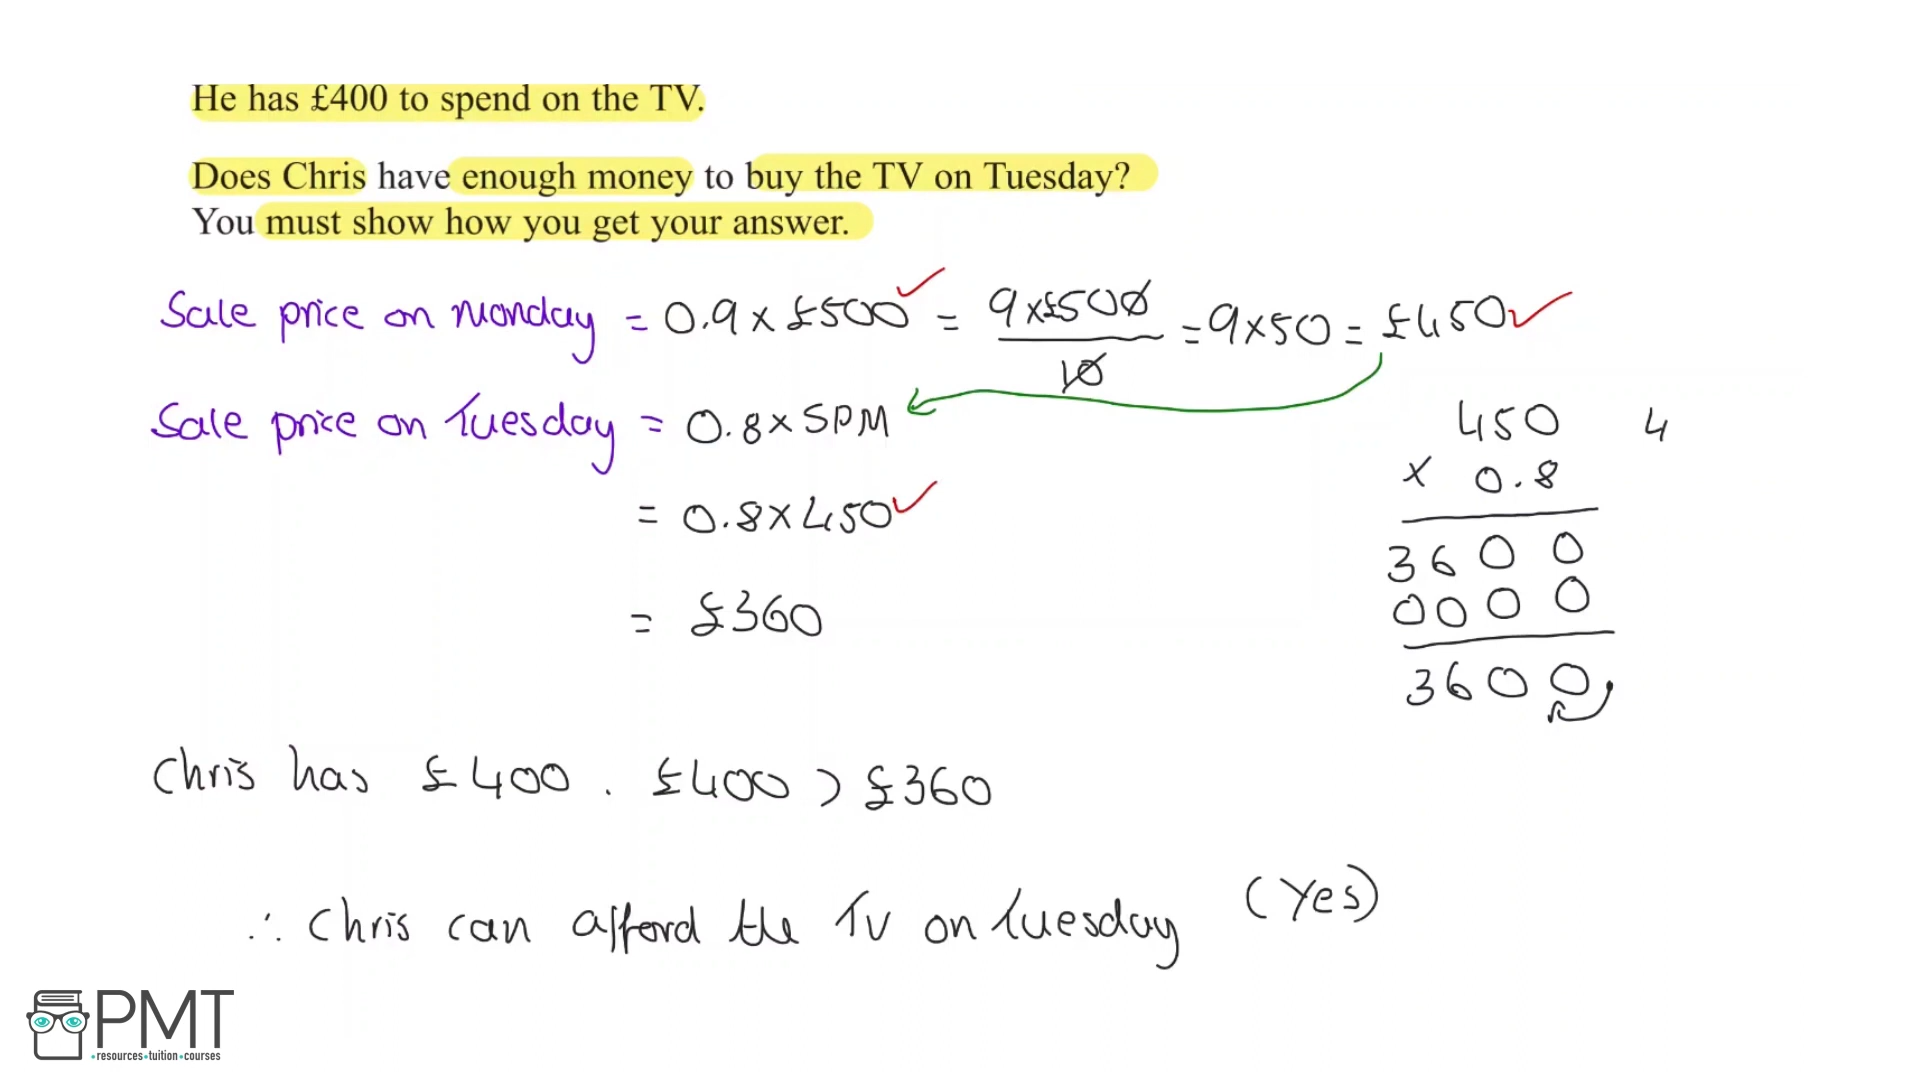 He has £400 to spend on the TV.
Does Chris have enough money to buy the TV on Tuesday?
You must show how you get your answer.
Sale price on Monday = 0.9 x £500 = 9x£500/10 = 9x50 = £450
Sale price on Tuesday = 0.8 x SPM
= 0.8 x 450
= £360
450 4
x 0.8
3600
0000
3600.
Chris has £400. £400 > £360
∴ Chris can afford the TV on Tuesday (Yes)
PMT
•resources•tuition•courses